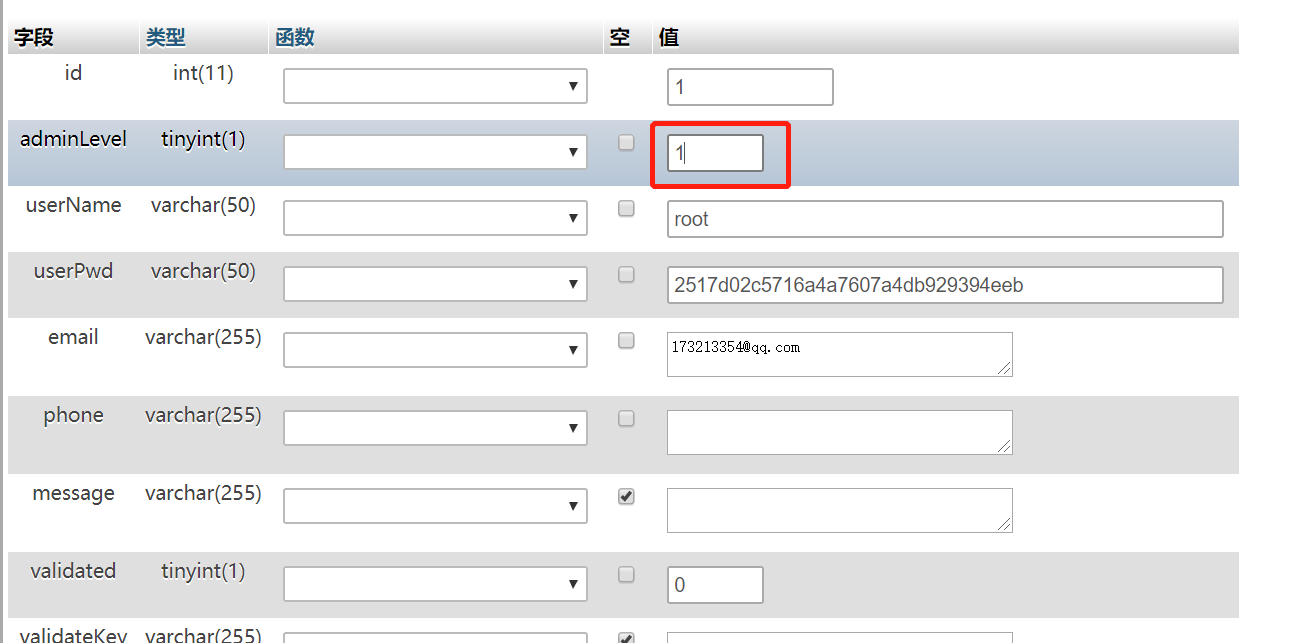 字段 类型 函数 空 值
id int(11) 1
adminLevel tinyint(1) 1
userName varchar(50) root
userPwd varchar(50) 2517d02c5716a4a7607a4db929394eeb
email varchar(255) 173213354@qq.com
phone varchar(255)
message varchar(255)
validated tinyint(1) 0
validateKey varchar(255)